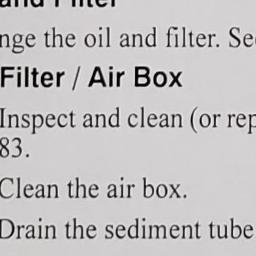 and Filter
nge the oil and filter. Se
Filter / Air Box
Inspect and clean (or rep
83.
Clean the air box.
Drain the sediment tube